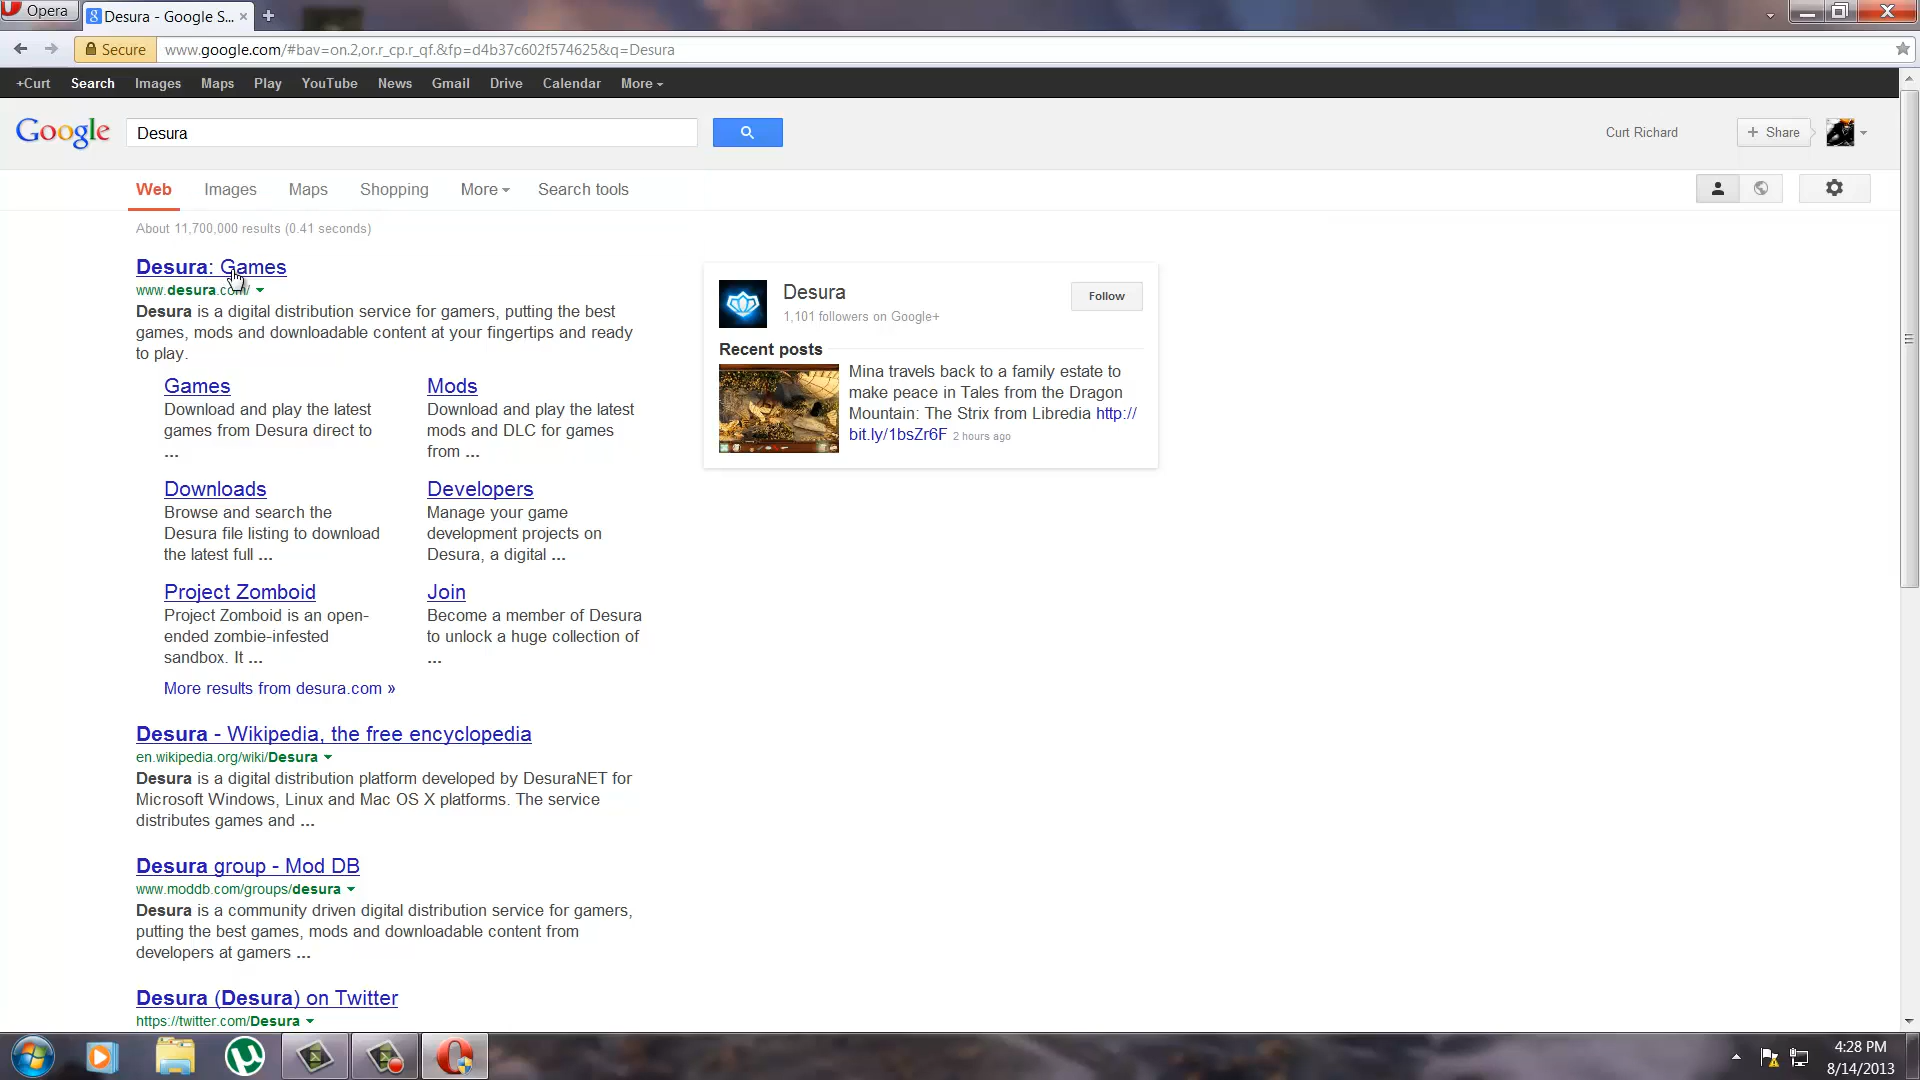 Opera
Desura - Google S...
Secure
www.google.com/#bav=on.2,or.r_cp.r_qf.&fp=d4b37c602f574625&q=Desura
+Curt Search Images Maps Play YouTube News Gmail Drive Calendar More
Google
Desura
Curt Richard
+ Share
Web Images Maps Shopping More Search tools
About 11,700,000 results (0.41 seconds)
Desura: Games
www.desura.com/
Desura is a digital distribution service for gamers, putting the best
games, mods and downloadable content at your fingertips and ready
to play.
Games
Download and play the latest
games from Desura direct to
...
Mods
Download and play the latest
mods and DLC for games
from ...
Downloads
Browse and search the
Desura file listing to download
the latest full ...
Developers
Manage your game
development projects on
Desura, a digital ...
Project Zomboid
Project Zomboid is an open-
ended zombie-infested
sandbox. It ...
Join
Become a member of Desura
to unlock a huge collection of
...
More results from desura.com »
Desura - Wikipedia, the free encyclopedia
en.wikipedia.org/wiki/Desura
Desura is a digital distribution platform developed by DesuraNET for
Microsoft Windows, Linux and Mac OS X platforms. The service
distributes games and ...
Desura group - Mod DB
www.moddb.com/groups/desura
Desura is a community driven digital distribution service for gamers,
putting the best games, mods and downloadable content from
developers at gamers ...
Desura (Desura) on Twitter
https://twitter.com/Desura
Desura
1,101 followers on Google+
Follow
Recent posts
Mina travels back to a family estate to
make peace in Tales from the Dragon
Mountain: The Strix from Libredia http://
bit.ly/1bsZr6F 2 hours ago
4:28 PM
8/14/2013